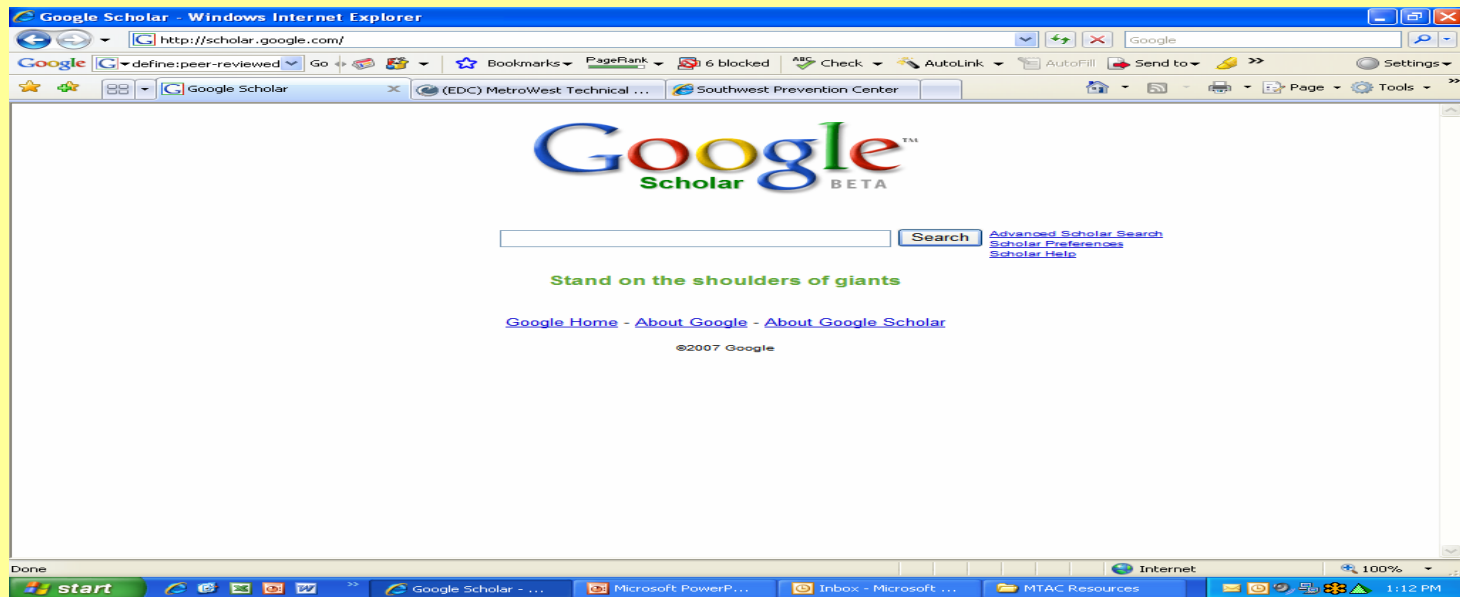 Google Scholar - Windows Internet Explorer
http://scholar.google.com/ Google
Google define:peer-reviewed Go Bookmarks PageRank 6 blocked ABC Check AutoLink AutoFill Send to >> Settings
Google Scholar (EDC) MetroWest Technical ... Southwest Prevention Center Page Tools >>
Google™
Scholar BETA
Search Advanced Scholar Search
Scholar Preferences
Scholar Help
Stand on the shoulders of giants
Google Home - About Google - About Google Scholar
©2007 Google
Done Internet 100%
start >> Google Scholar - ... Microsoft PowerP... Inbox - Microsoft ... MTAC Resources 1:12 PM